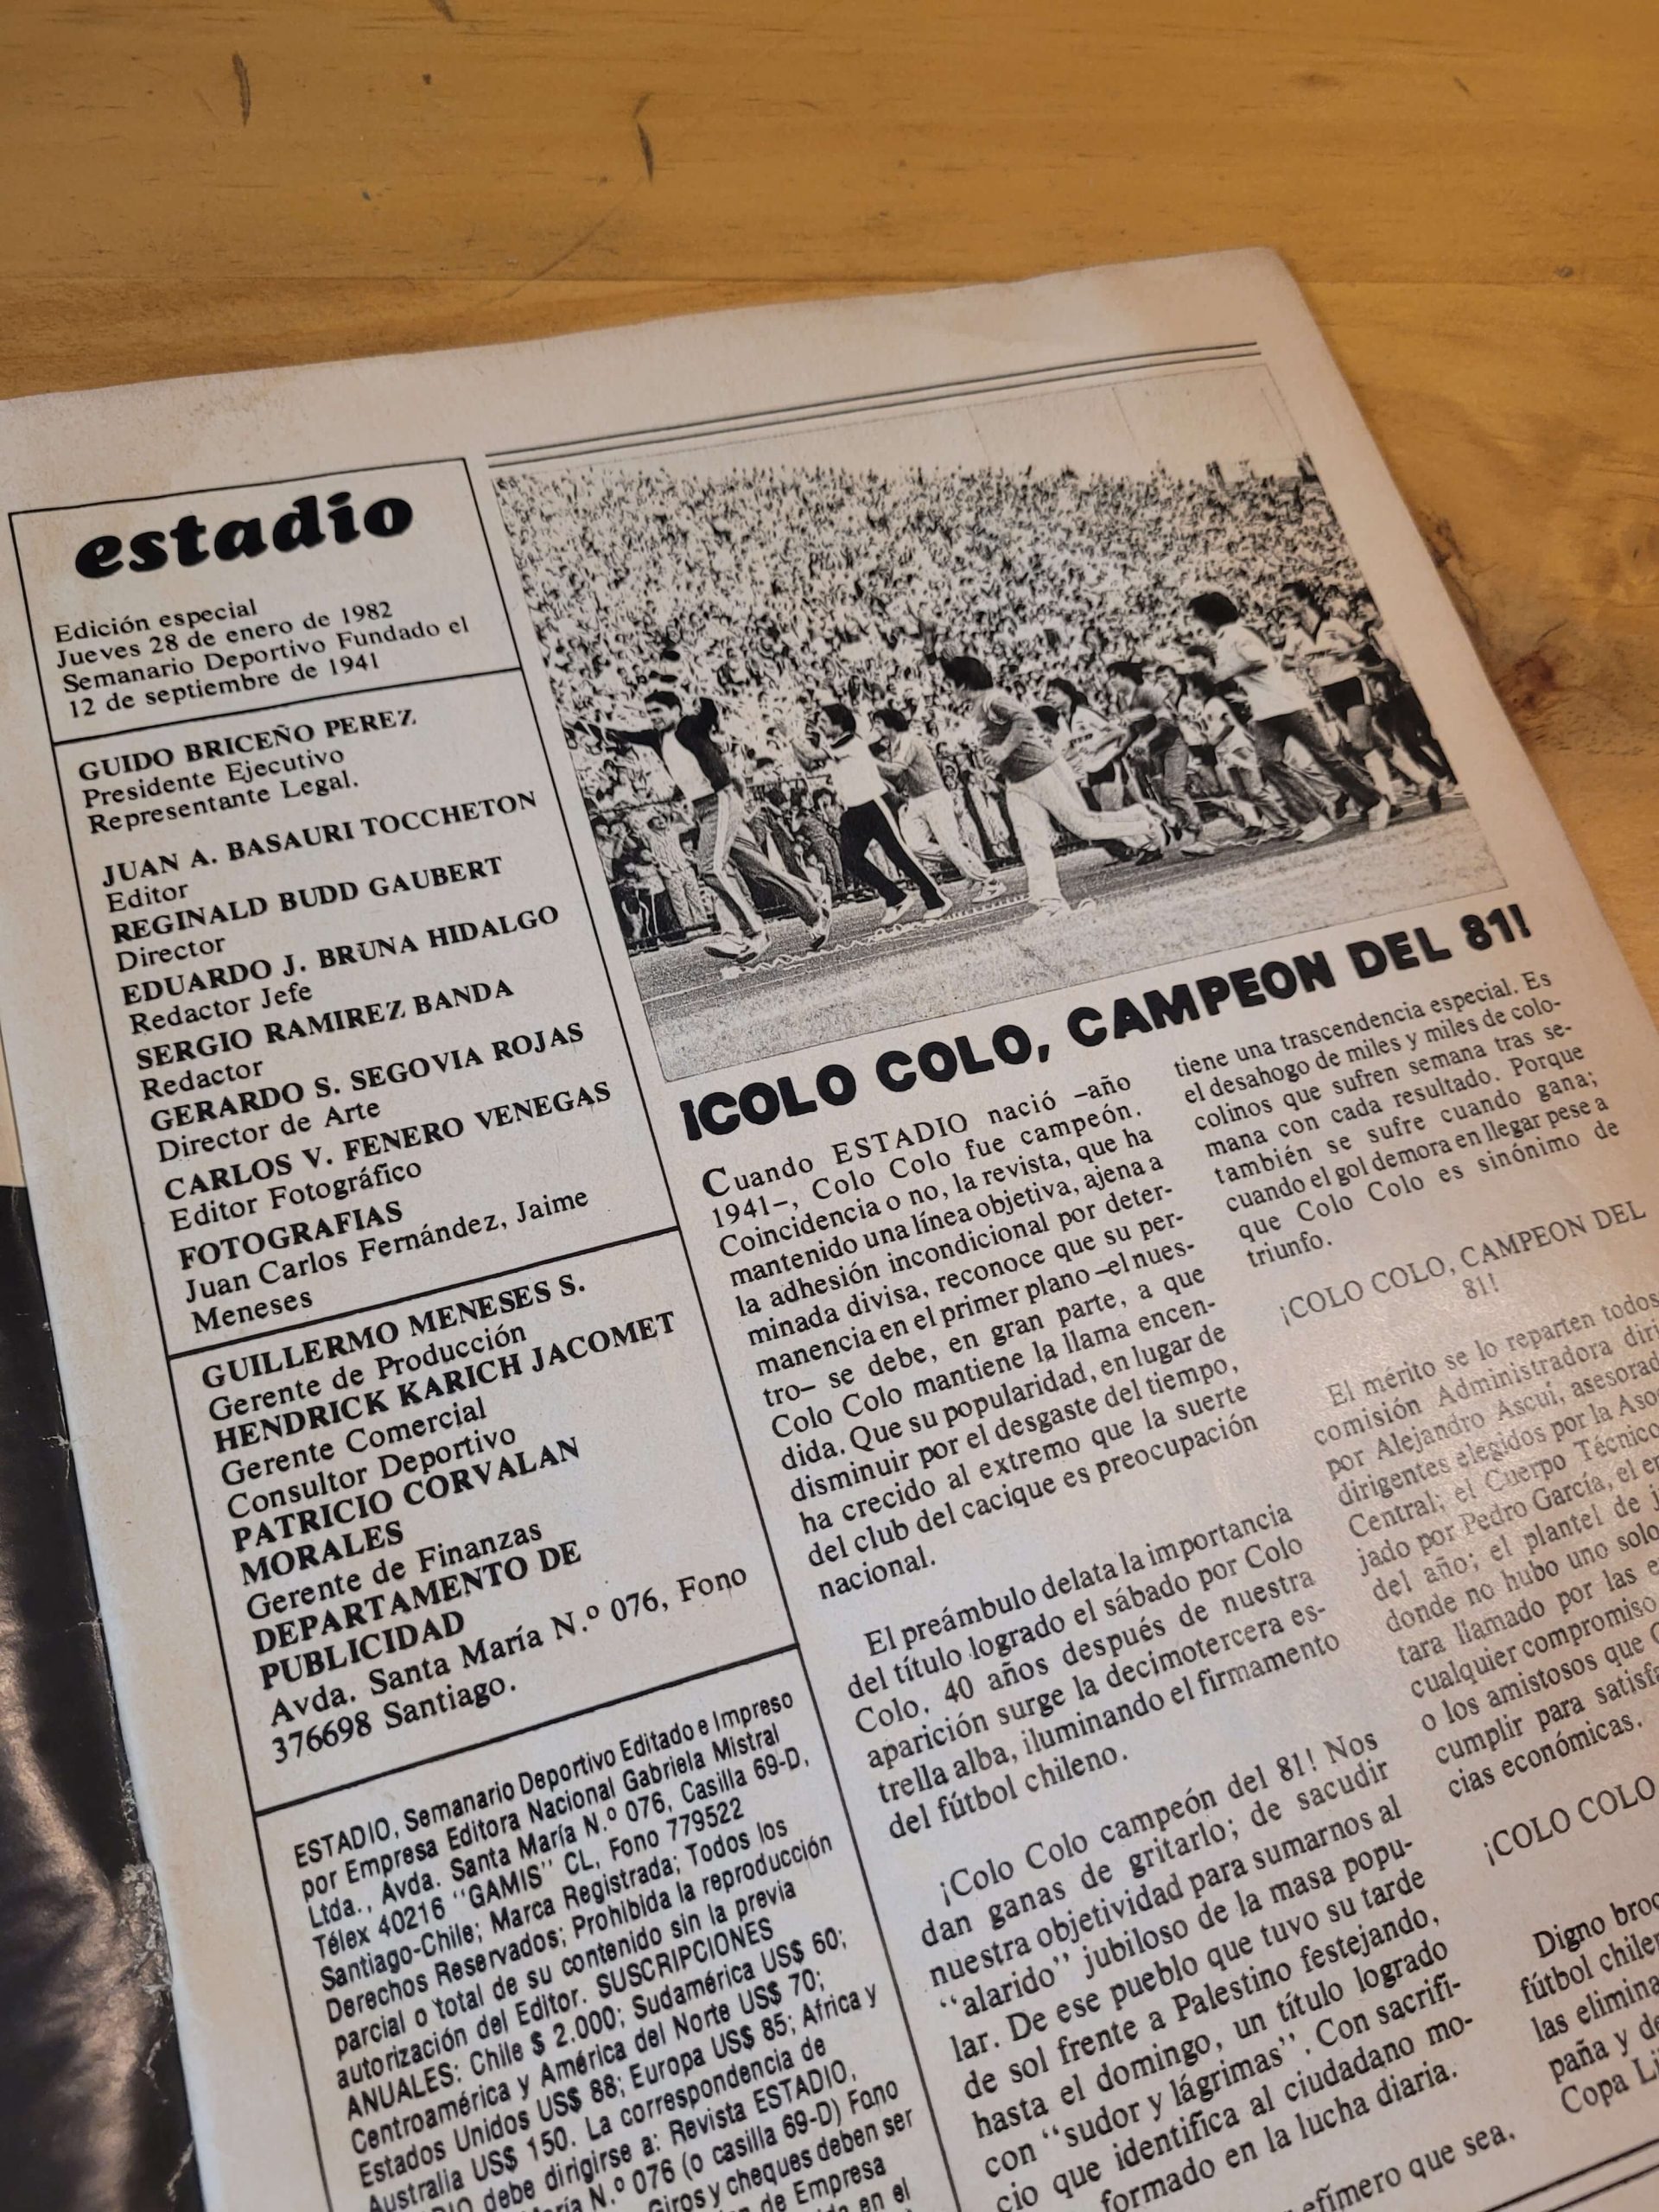 estadio
Edición especial
Jueves 28 de enero de 1982
Semanario Deportivo Fundado el
12 de septiembre de 1941
GUIDO BRICEÑO PEREZ
Presidente Ejecutivo
Representante Legal.
JUAN A. BASAURI TOCCHETON
Editor
REGINALD BUDD GAUBERT
Director
EDUARDO J. BRUNA HIDALGO
Redactor Jefe
SERGIO RAMIREZ BANDA
Redactor
GERARDO S. SEGOVIA ROJAS
Director de Arte
CARLOS V. FENERO VENEGAS
Editor Fotográfico
FOTOGRAFIAS
Juan Carlos Fernández, Jaime
Meneses
GUILLERMO MENESES S.
Gerente de Producción
HENDRICK KARICH JACOMET
Gerente Comercial
Consultor Deportivo
PATRICIO CORVALAN
MORALES
Gerente de Finanzas
DEPARTAMENTO DE
PUBLICIDAD
Avda. Santa María N.º 076, Fono
376698 Santiago.
ESTADIO, Semanario Deportivo Editado e Impreso
por Empresa Editora Nacional Gabriela Mistral
Ltda., Avda. Santa María N.º 076, Casilla 69-D,
Télex 40216 "GAMIS" CL, Fono 779522
Santiago-Chile; Marca Registrada; Todos los
Derechos Reservados; Prohibida la reproducción
parcial o total de su contenido sin la previa
autorización del Editor. SUSCRIPCIONES
ANUALES: Chile $ 2.000; Sudamérica US$ 60;
Centroamérica y América del Norte US$ 70;
Estados Unidos US$ 88; Europa US$ 85; Africa y
Australia US$ 150. La correspondencia de
debe dirigirse a: Revista ESTADIO,
N.º 076 (o casilla 69-D) Fono
Giros y cheques deben ser
de Empresa
en el
¡COLO COLO, CAMPEON DEL 81!
Cuando ESTADIO nació –año
1941–, Colo Colo fue campeón.
Coincidencia o no, la revista, que ha
mantenido una línea objetiva, ajena a
la adhesión incondicional por deter-
minada divisa, reconoce que su per-
manencia en el primer plano –el nues-
tro– se debe, en gran parte, a que
Colo Colo mantiene la llama encen-
dida. Que su popularidad, en lugar de
disminuir por el desgaste del tiempo,
ha crecido al extremo que la suerte
del club del cacique es preocupación
nacional.
El preámbulo delata la importancia
del título logrado el sábado por Colo
Colo. 40 años después de nuestra
aparición surge la decimotercera es-
trella alba, iluminando el firmamento
del fútbol chileno.
¡Colo Colo campeón del 81! Nos
dan ganas de gritarlo; de sacudir
nuestra objetividad para sumarnos al
"alarido" jubiloso de la masa popu-
lar. De ese pueblo que tuvo su tarde
de sol frente a Palestino festejando,
hasta el domingo, un título logrado
con "sudor y lágrimas". Con sacrifi-
cio que identifica al ciudadano mo-
formado en la lucha diaria.
efímero que sea.
tiene una trascendencia especial. Es
el desahogo de miles y miles de colo-
colinos que sufren semana tras se-
mana con cada resultado. Porque
también se sufre cuando gana;
cuando el gol demora en llegar pese a
que Colo Colo es sinónimo de
triunfo.
¡COLO COLO, CAMPEON DEL
81!
El mérito se lo reparten todos
comisión Administradora
por Alejandro Ascuí,
dirigentes elegidos por la
Central; el Cuerpo Técnico
jado por Pedro García, el
del año; el plantel de
donde no hubo uno solo
tara llamado por las
cualquier compromiso
o los amistosos que
cumplir para
cias económicas.
¡COLO COLO
Digno
fútbol
las
paña y
Copa